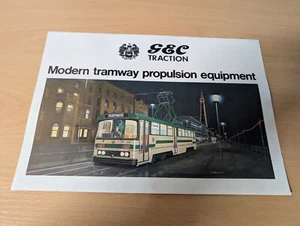 GEC
TRACTION
Modern tramway propulsion equipment